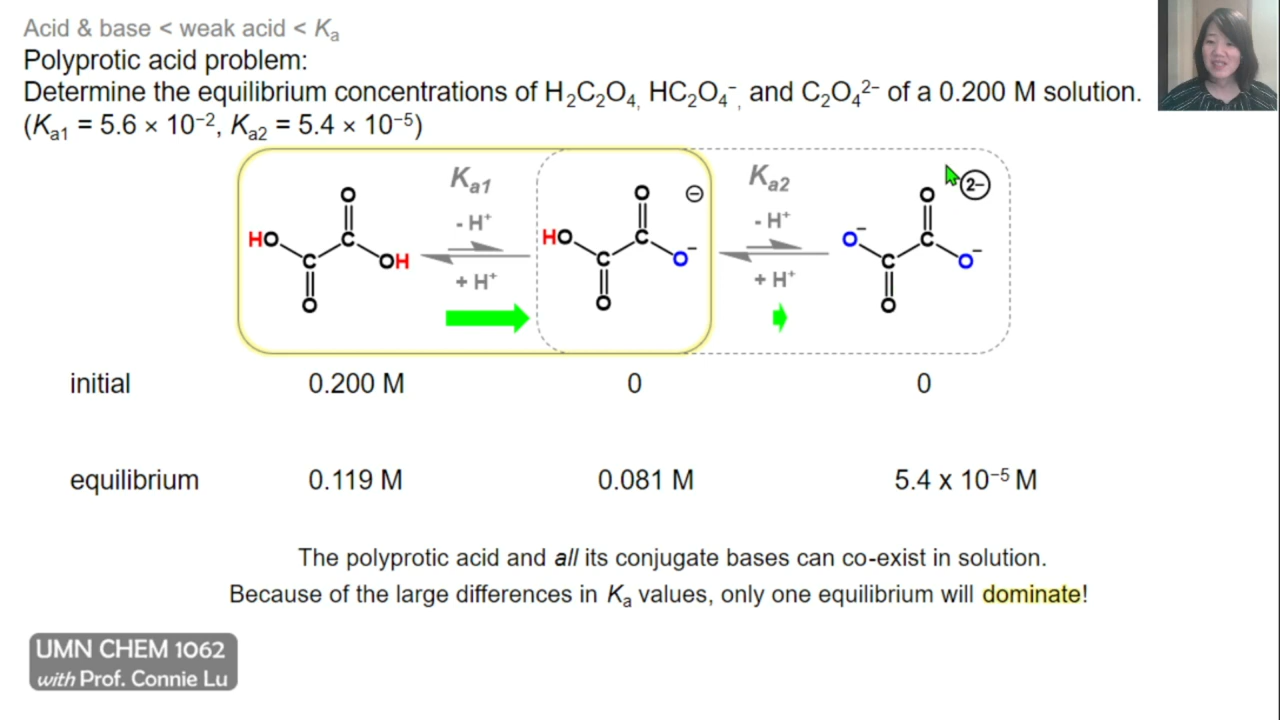 Acid & base < weak acid < Kₐ
Polyprotic acid problem:
Determine the equilibrium concentrations of H₂C₂O₄, HC₂O₄⁻, and C₂O₄²⁻ of a 0.200 M solution.
(Kₐ₁ = 5.6 × 10⁻², Kₐ₂ = 5.4 × 10⁻⁵)
Kₐ₁ Kₐ₂
O O ⊖ O 2−
- H⁺ - H⁺
HO C HO C O⁻ C
C OH C O⁻ C O⁻
+ H⁺ + H⁺
O O O
initial 0.200 M 0 0
equilibrium 0.119 M 0.081 M 5.4 x 10⁻⁵ M
The polyprotic acid and all its conjugate bases can co-exist in solution.
Because of the large differences in Kₐ values, only one equilibrium will dominate!
UMN CHEM 1062
with Prof. Connie Lu